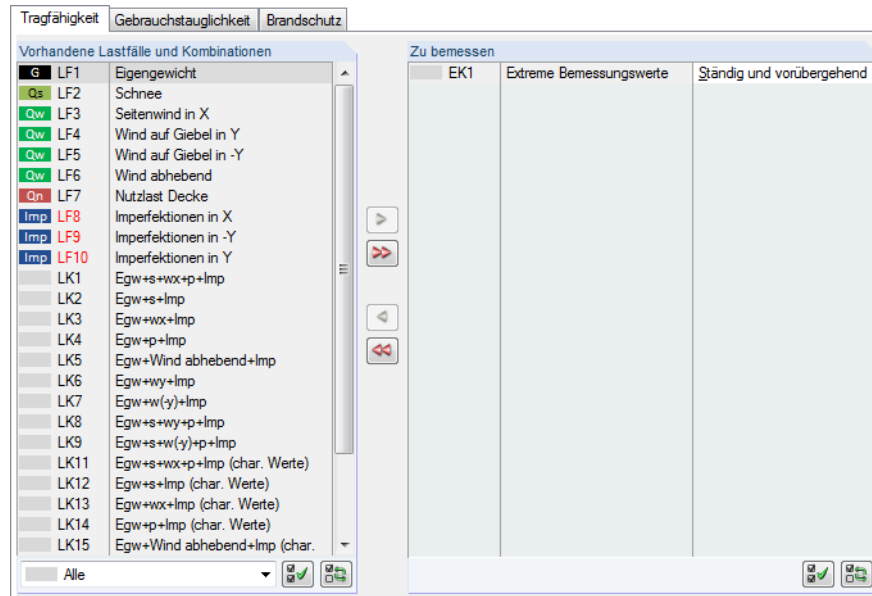 Tragfähigkeit Gebrauchstauglichkeit Brandschutz
Vorhandene Lastfälle und Kombinationen
G LF1 Eigengewicht
Qs LF2 Schnee
Qw LF3 Seitenwind in X
Qw LF4 Wind auf Giebel in Y
Qw LF5 Wind auf Giebel in -Y
Qw LF6 Wind abhebend
Qn LF7 Nutzlast Decke
Imp LF8 Imperfektionen in X
Imp LF9 Imperfektionen in -Y
Imp LF10 Imperfektionen in Y
LK1 Egw+s+wx+p+Imp
LK2 Egw+s+Imp
LK3 Egw+wx+Imp
LK4 Egw+p+Imp
LK5 Egw+Wind abhebend+Imp
LK6 Egw+wy+Imp
LK7 Egw+w(-y)+Imp
LK8 Egw+s+wy+p+Imp
LK9 Egw+s+w(-y)+p+Imp
LK11 Egw+s+wx+p+Imp (char. Werte)
LK12 Egw+s+Imp (char. Werte)
LK13 Egw+wx+Imp (char. Werte)
LK14 Egw+p+Imp (char. Werte)
LK15 Egw+Wind abhebend+Imp (char.
Alle
Zu bemessen
EK1 Extreme Bemessungswerte Ständig und vorübergehend